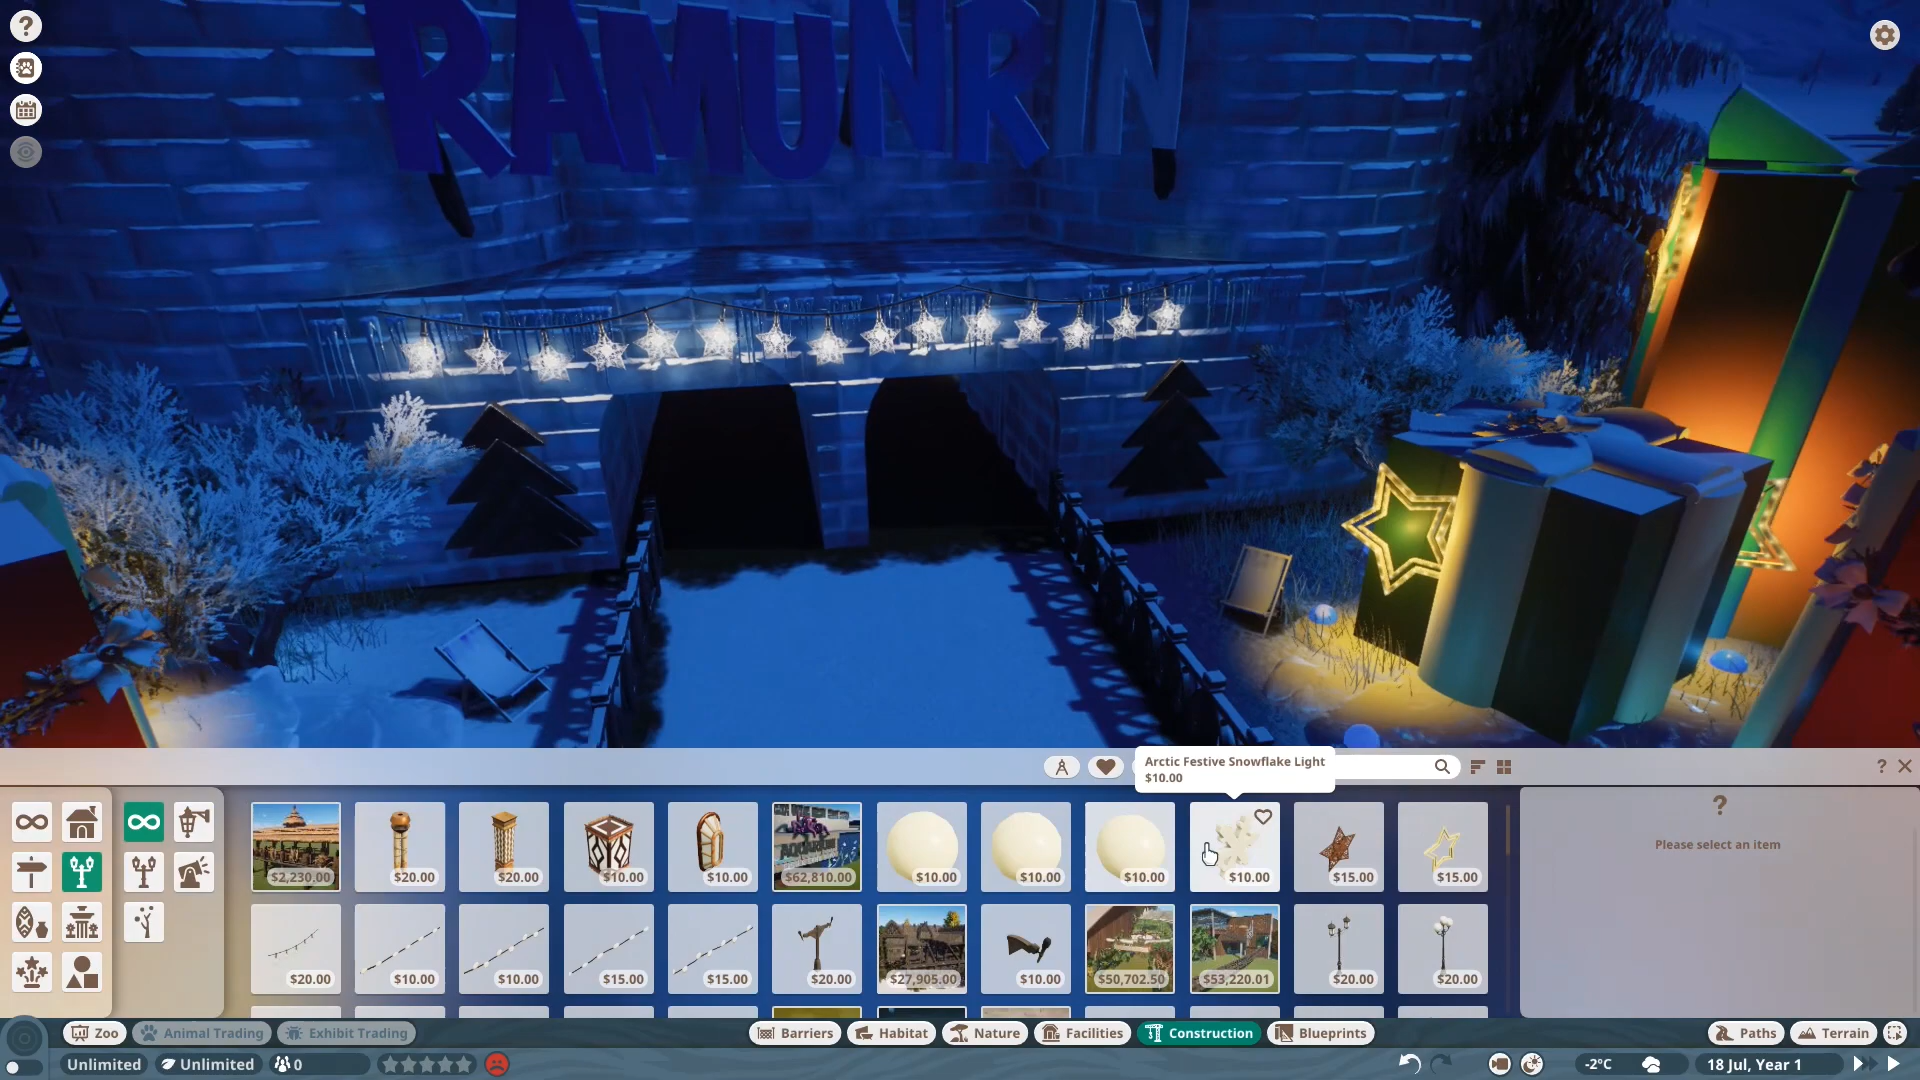 RAMUNRIN
Arctic Festive Snowflake Light
$10.00
?
Please select an item
$2,230.00
$20.00
$20.00
$10.00
$10.00
AQUARIUM
$62,810.00
$10.00
$10.00
$10.00
$10.00
$15.00
$15.00
$20.00
$10.00
$10.00
$15.00
$15.00
$20.00
$27,905.00
$10.00
$50,702.50
$53,220.01
$20.00
$20.00
Zoo
Animal Trading
Exhibit Trading
Barriers
Habitat
Nature
Facilities
Construction
Blueprints
Paths
Terrain
Unlimited
Unlimited
0
-2°C
18 Jul, Year 1